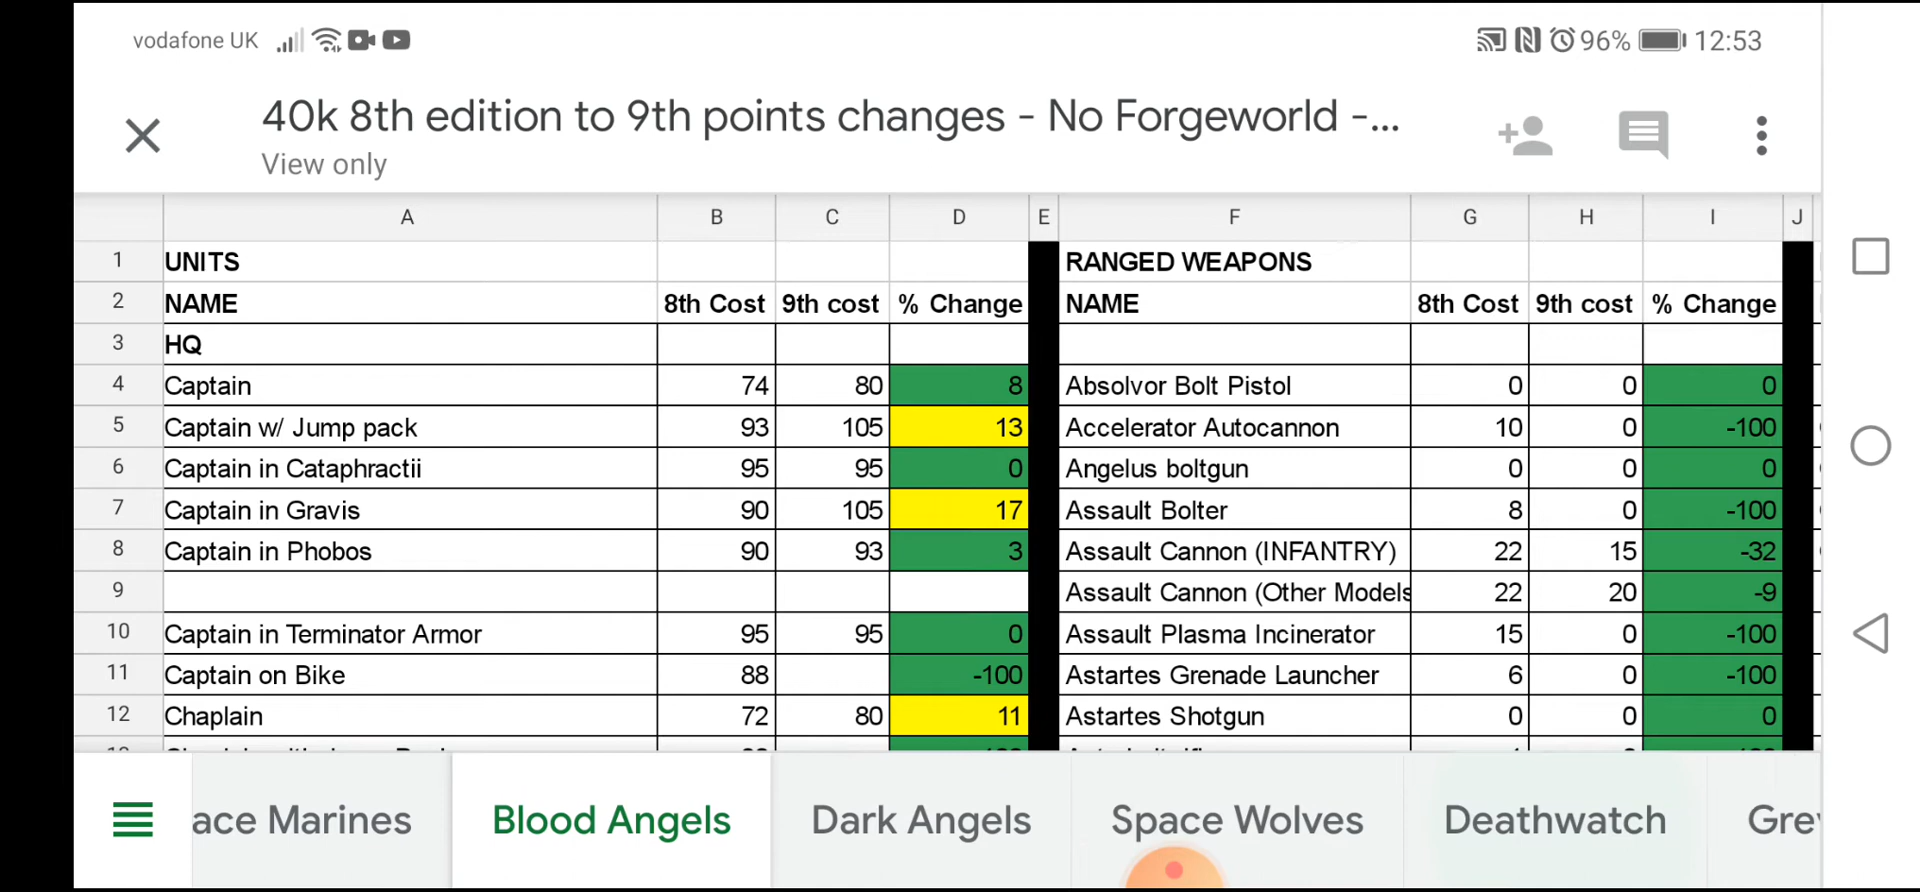 vodafone UK 96% 12:53
40k 8th edition to 9th points changes - No Forgeworld -...
View only
A B C D E F G H I J
1 UNITS RANGED WEAPONS
2 NAME 8th Cost 9th cost % Change NAME 8th Cost 9th cost % Change
3 HQ
4 Captain 74 80 8 Absolvor Bolt Pistol 0 0 0
5 Captain w/ Jump pack 93 105 13 Accelerator Autocannon 10 0 -100
6 Captain in Cataphractii 95 95 0 Angelus boltgun 0 0 0
7 Captain in Gravis 90 105 17 Assault Bolter 8 0 -100
8 Captain in Phobos 90 93 3 Assault Cannon (INFANTRY) 22 15 -32
9 Assault Cannon (Other Models 22 20 -9
10 Captain in Terminator Armor 95 95 0 Assault Plasma Incinerator 15 0 -100
11 Captain on Bike 88 -100 Astartes Grenade Launcher 6 0 -100
12 Chaplain 72 80 11 Astartes Shotgun 0 0 0
ace Marines Blood Angels Dark Angels Space Wolves Deathwatch Grey